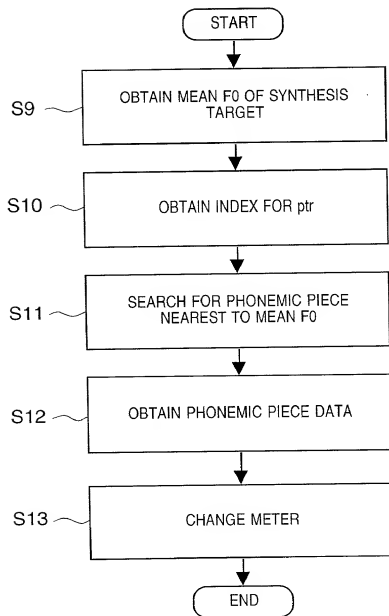 START
S9
OBTAIN MEAN F0 OF SYNTHESIS
TARGET
S10
OBTAIN INDEX FOR ptr
S11
SEARCH FOR PHONEMIC PIECE
NEAREST TO MEAN F0
S12
OBTAIN PHONEMIC PIECE DATA
S13
CHANGE METER
END